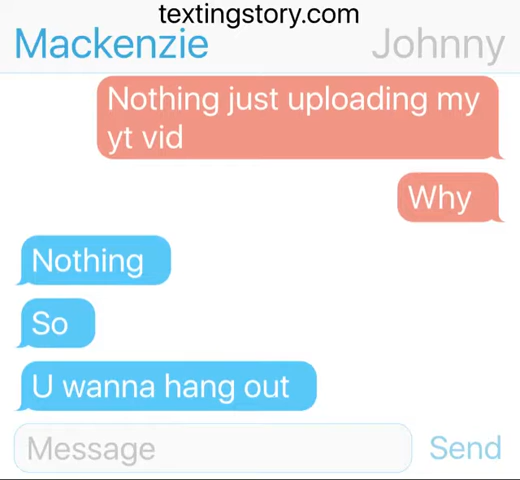 textingstory.com
Mackenzie Johnny
Nothing just uploading my
yt vid
Why
Nothing
So
U wanna hang out
Message Send